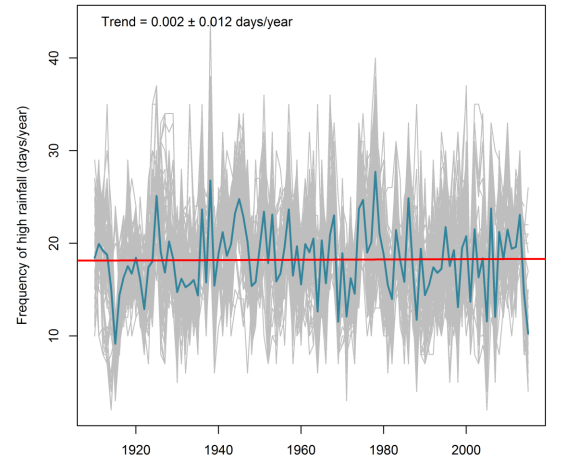 Trend = 0.002 ± 0.012 days/year
Frequency of high rainfall (days/year)
40
30
20
10
1920 1940 1960 1980 2000